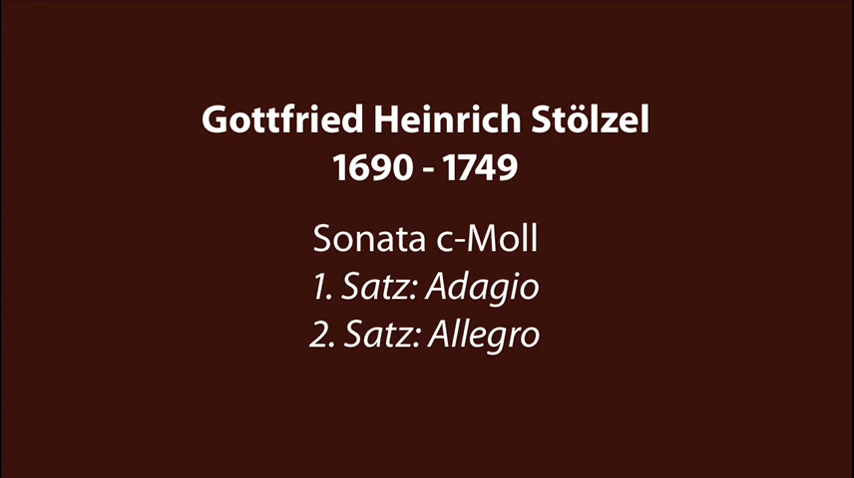 Gottfried Heinrich Stölzel
1690 - 1749
Sonata c-Moll
1. Satz: Adagio
2. Satz: Allegro